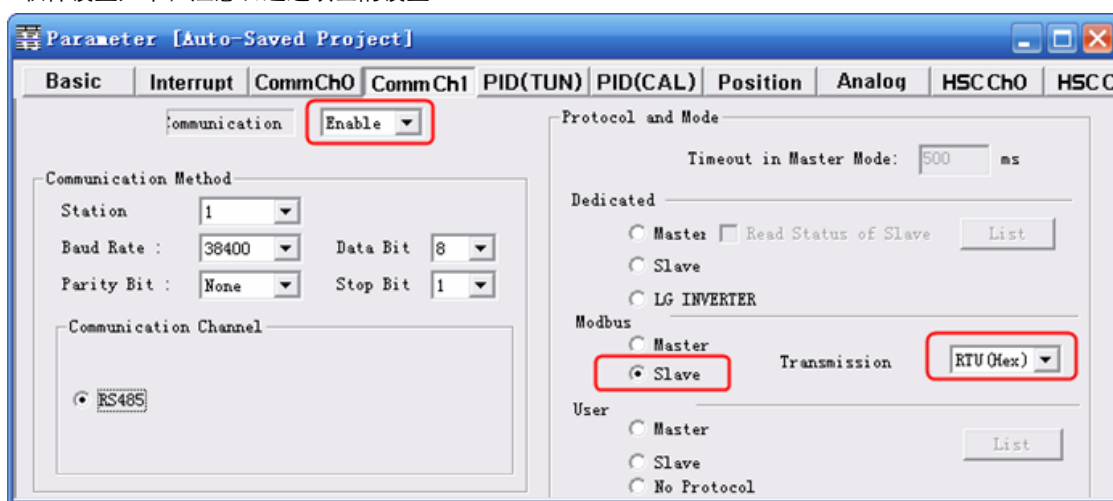 Parameter [Auto-Saved Project]
Basic Interrupt CommCh0 CommCh1 PID(TUN) PID(CAL) Position Analog HSCCh0 HSCC
ommunication Enable
Communication Method
Station 1
Baud Rate : 38400 Data Bit 8
Parity Bit : None Stop Bit 1
Communication Channel
RS485
Protocol and Mode
Timeout in Master Mode: 500 ms
Dedicated
Master Read Status of Slave List
Slave
LG INVERTER
Modbus
Master
Slave
Transmission RTU(Hex)
User
Master
List
Slave
No Protocol